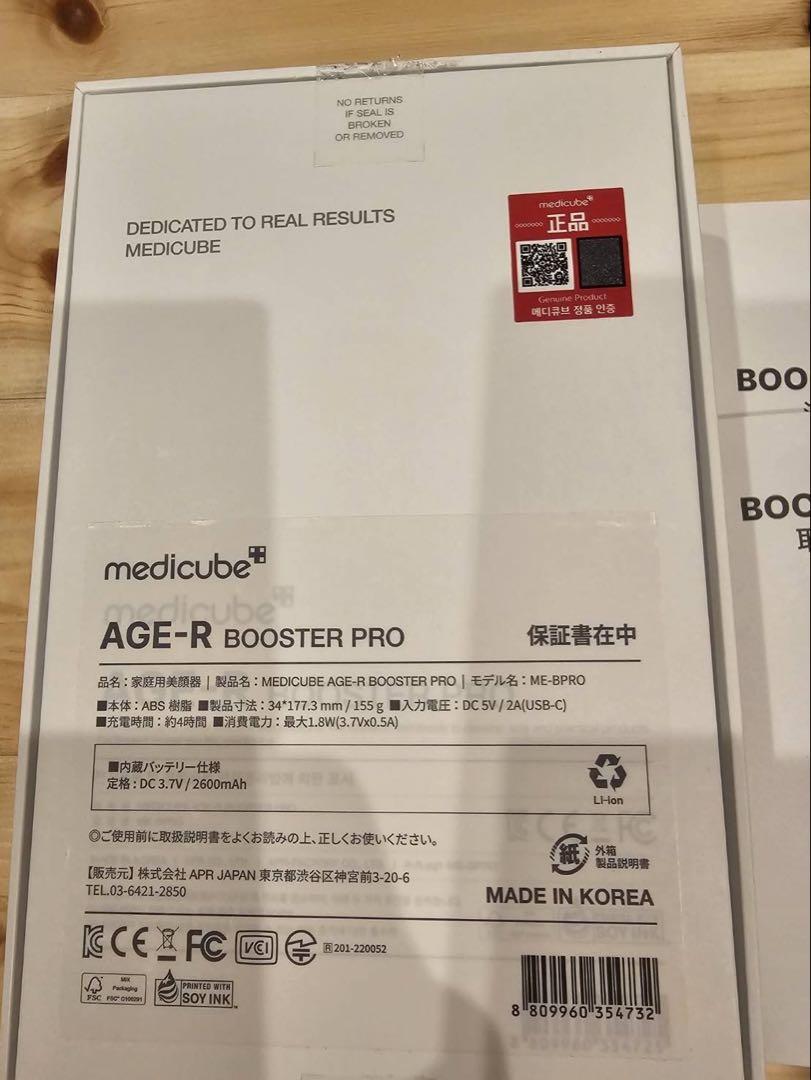 NO RETURNS
IF SEAL IS
BROKEN
OR REMOVED
DEDICATED TO REAL RESULTS
MEDICUBE
medicube
正品
Genuine Product
메디큐브 정품 인증
BOO
BOO
medicube
AGE-R BOOSTER PRO
保証書在中
品名：家庭用美顔器 | 製品名：MEDICUBE AGE-R BOOSTER PRO | モデル名：ME-BPRO
■本体：ABS 樹脂 ■製品寸法：34*177.3 mm / 155 g ■入力電圧：DC 5V / 2A(USB-C)
■充電時間：約4時間 ■消費電力：最大1.8W(3.7Vx0.5A)
■内蔵バッテリー仕様
定格 : DC 3.7V / 2600mAh
Li-ion
◎ご使用前に取扱説明書をよくお読みの上、正しくお使いください。
紙
外箱
製品説明書
【販売元】株式会社 APR JAPAN 東京都渋谷区神宮前3-20-6
TEL.03-6421-2850
MADE IN KOREA
CE FC VCCI R 201-220052
FSC
MIX
Packaging
FSC® C100291
PRINTED WITH
SOY INK
8 809960 354732